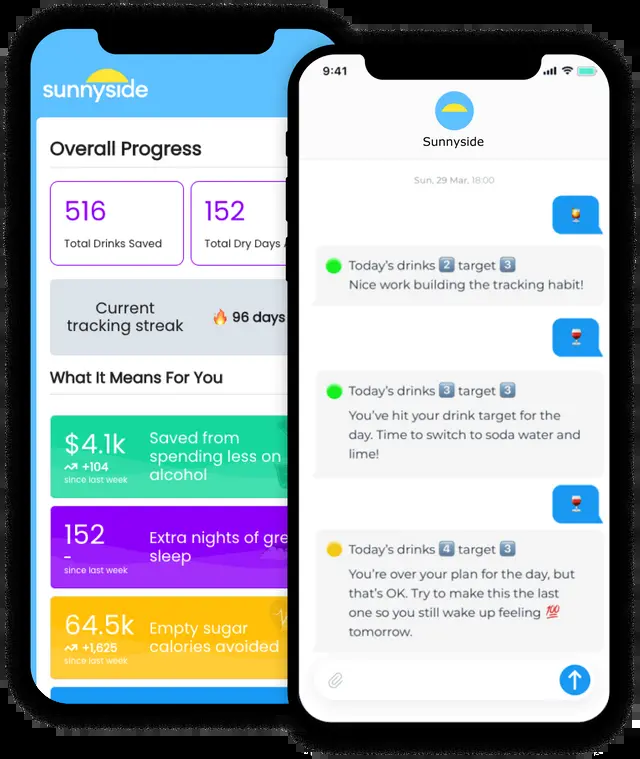 sunnyside
Overall Progress
516
Total Drinks Saved
152
Total Dry Days
Current
tracking streak
🔥 96 days
What It Means For You
$4.1k
+104
since last week
Saved from
spending less on
alcohol
152
–
since last week
Extra nights of
sleep
64.5k
+1,625
since last week
Empty sugar
calories avoided
9:41
Sunnyside
Sun, 29 Mar, 18:00
Today's drinks 2 target 3
Nice work building the tracking habit!
Today's drinks 3 target 3
You've hit your drink target for the
day. Time to switch to soda water and
lime!
Today's drinks 4 target 3
You're over your plan for the day, but
that's OK. Try to make this the last
one so you still wake up feeling 💯
tomorrow.